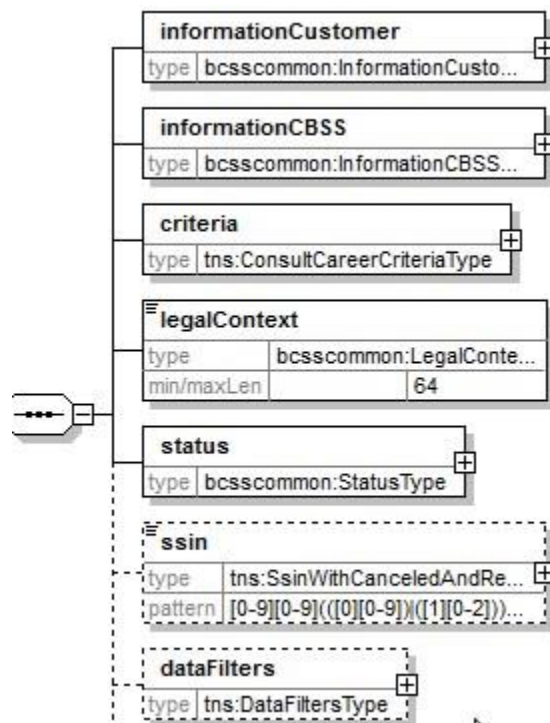 informationCustomer
type bcsscommon:InformationCusto...
informationCBSS
type bcsscommon:InformationCBSS...
criteria
type tns:ConsultCareerCriteriaType
legalContext
type bcsscommon:LegalConte...
min/maxLen 64
status
type bcsscommon:StatusType
ssin
type tns:SsinWithCanceledAndRe...
pattern [0-9][0-9](([0][0-9])|([1][0-2]))...
dataFilters
type tns:DataFiltersType